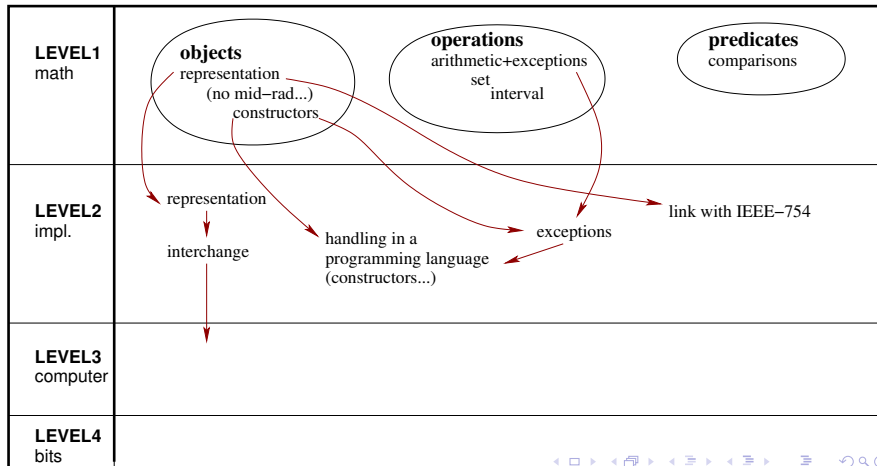 LEVEL1
math
objects
representation
(no mid−rad...)
constructors
operations
arithmetic+exceptions
set
interval
predicates
comparisons
LEVEL2
impl.
representation
interchange
handling in a
programming language
(constructors...)
exceptions
link with IEEE−754
LEVEL3
computer
LEVEL4
bits